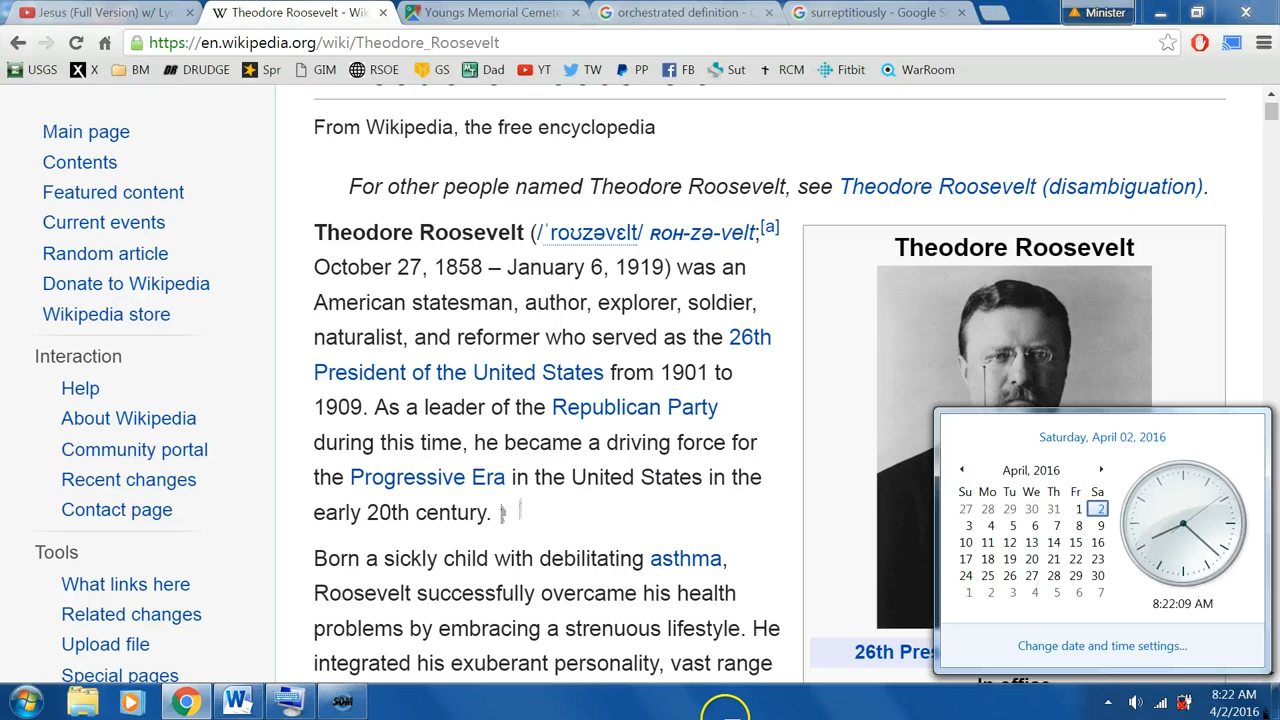 Jesus (Full Version) w/ Lyr
Theodore Roosevelt - Wik
Youngs Memorial Cemete
orchestrated definition - G
surreptitiously - Google S
Minister
https://en.wikipedia.org/wiki/Theodore_Roosevelt
USGS X BM DRUDGE Spr GIM RSOE GS Dad YT TW PP FB Sut RCM Fitbit WarRoom
From Wikipedia, the free encyclopedia
For other people named Theodore Roosevelt, see Theodore Roosevelt (disambiguation).
Main page
Contents
Featured content
Current events
Random article
Donate to Wikipedia
Wikipedia store
Interaction
Help
About Wikipedia
Community portal
Recent changes
Contact page
Tools
What links here
Related changes
Upload file
Special pages
Theodore Roosevelt (/ˈroʊzəvɛlt/ ROH-zə-velt;[a]
October 27, 1858 – January 6, 1919) was an
American statesman, author, explorer, soldier,
naturalist, and reformer who served as the 26th
President of the United States from 1901 to
1909. As a leader of the Republican Party
during this time, he became a driving force for
the Progressive Era in the United States in the
early 20th century.
Born a sickly child with debilitating asthma,
Roosevelt successfully overcame his health
problems by embracing a strenuous lifestyle. He
integrated his exuberant personality, vast range
Theodore Roosevelt
26th Pres
In office
Saturday, April 02, 2016
April, 2016
Su Mo Tu We Th Fr Sa
27 28 29 30 31 1 2
3 4 5 6 7 8 9
10 11 12 13 14 15 16
17 18 19 20 21 22 23
24 25 26 27 28 29 30
1 2 3 4 5 6 7
8:22:09 AM
Change date and time settings...
SOM
8:22 AM
4/2/2016